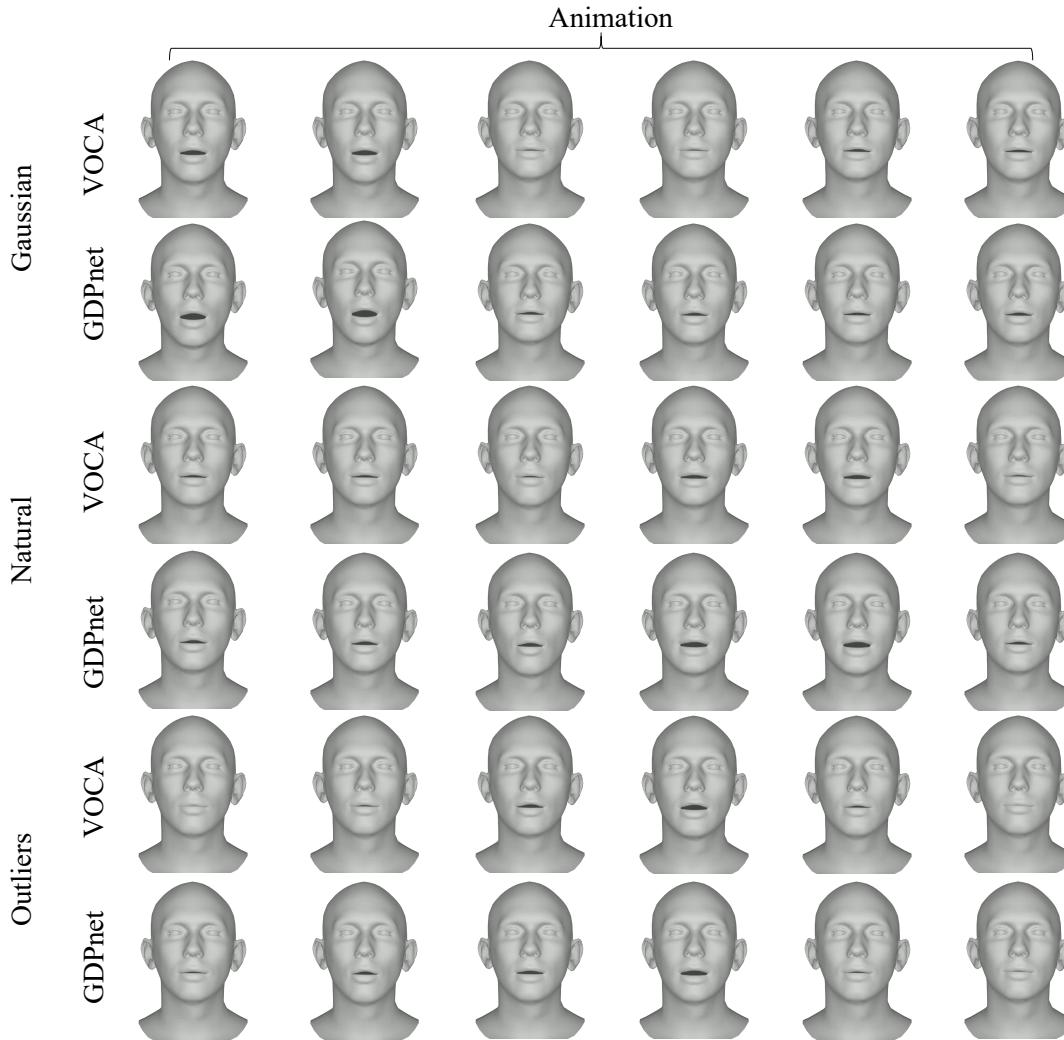 Animation
Gaussian
VOCA
GDPnet
Natural
VOCA
GDPnet
Outliers
VOCA
GDPnet